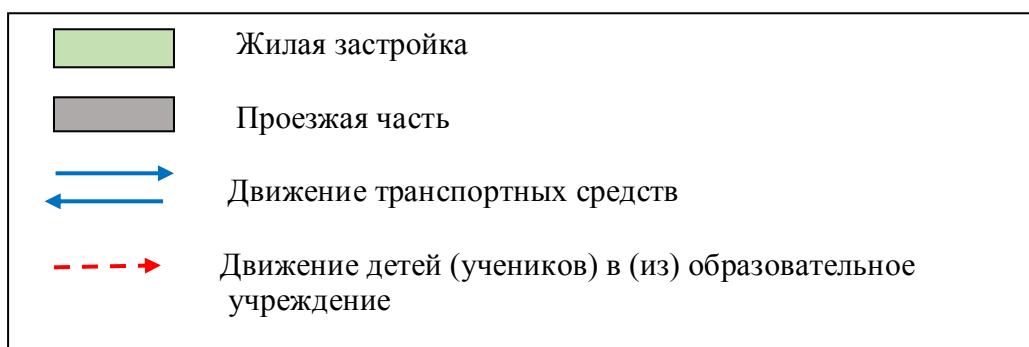 Жилая застройка
Проезжая часть
Движение транспортных средств
Движение детей (учеников) в (из) образовательное
учреждение